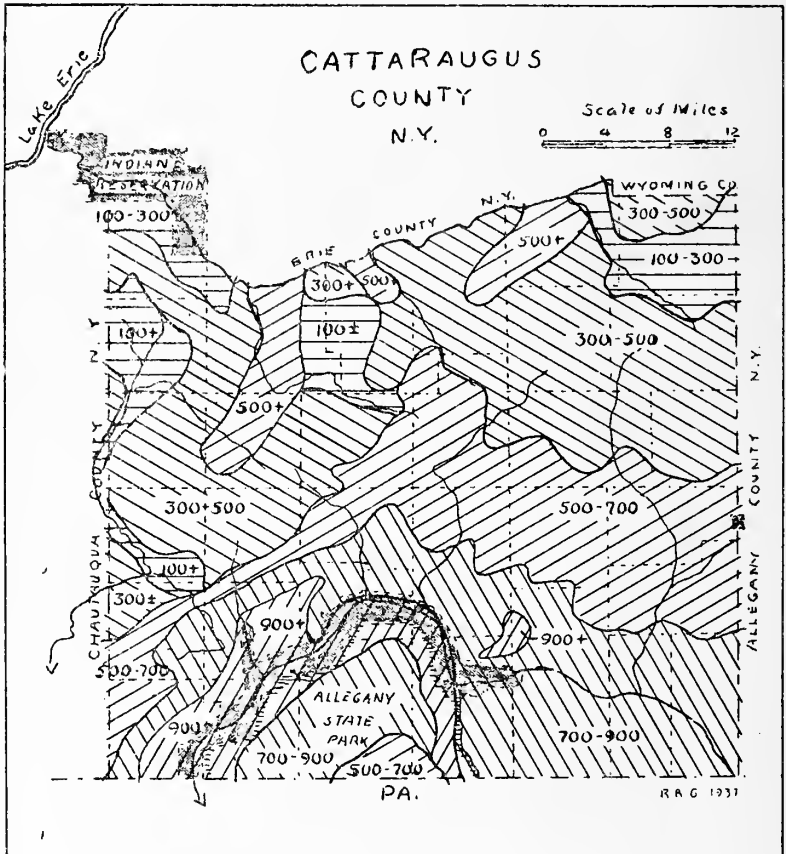 CATTARAUGUS
COUNTY
N.Y.
Lake Erie
Scale of Miles
0 4 8 12
INDIAN
RESERVATION
WYOMING CO.
100-300
300-500
ERIE COUNTY N.Y.
500+
100-300
300+
500+
100+
100±
300-500
500+
CHAUTAUQUA COUNTY N.Y.
ALLEGANY COUNTY N.Y.
300+500
500-700
100+
300±
900+
900+
500-700
ALLEGANY
STATE
PARK
900+
700-900
700-900
500-700
PA.
RRG 1937